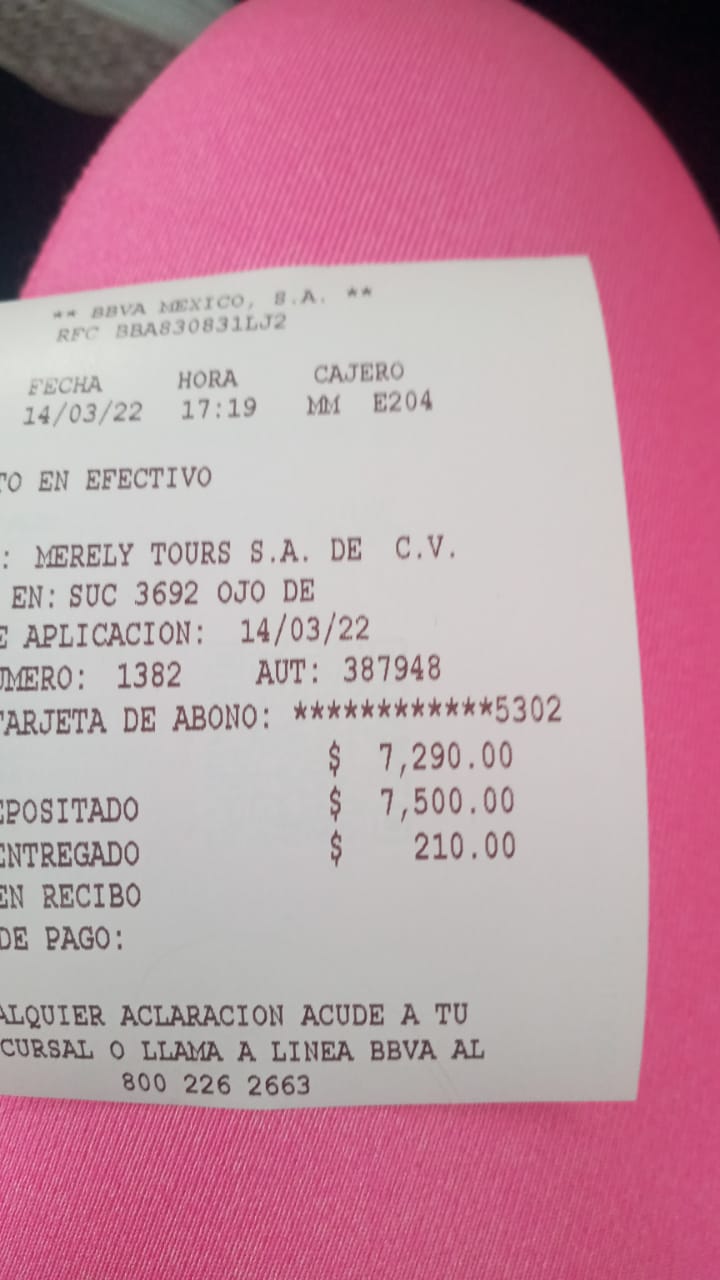 ** BBVA MEXICO, S.A. **
RFC BBA830831LJ2
FECHA HORA CAJERO
14/03/22 17:19 MM E204
TO EN EFECTIVO
: MERELY TOURS S.A. DE C.V.
EN: SUC 3692 OJO DE
E APLICACION: 14/03/22
UMERO: 1382 AUT: 387948
TARJETA DE ABONO: ************5302
$ 7,290.00
EPOSITADO $ 7,500.00
ENTREGADO $ 210.00
EN RECIBO
DE PAGO:
ALQUIER ACLARACION ACUDE A TU
CURSAL O LLAMA A LINEA BBVA AL
800 226 2663